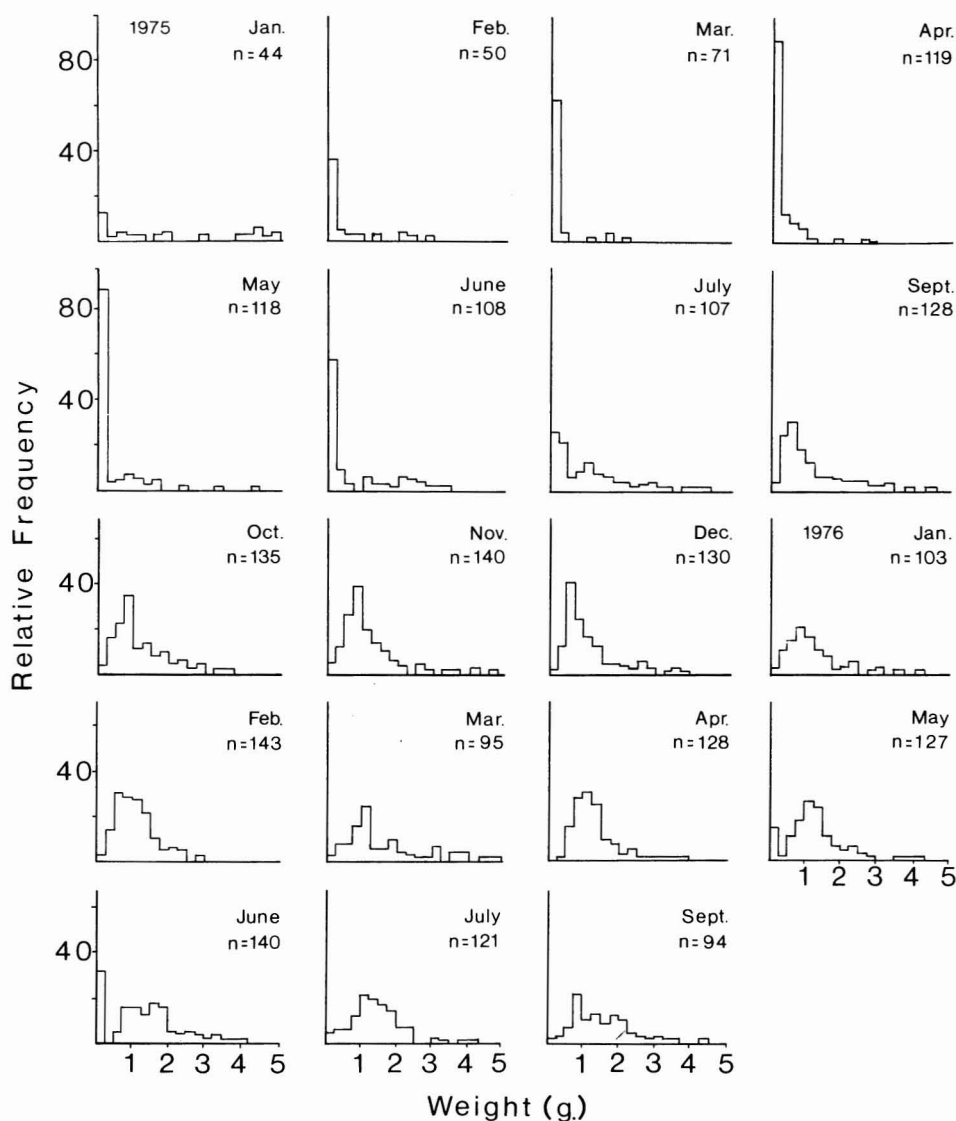 1975 Jan.
n=44
Feb.
n=50
Mar.
n=71
Apr.
n=119
80
40
May
n=118
June
n=108
July
n=107
Sept.
n=128
80
40
Oct.
n=135
Nov.
n=140
Dec.
n=130
1976 Jan.
n=103
40
Feb.
n=143
Mar.
n=95
Apr.
n=128
May
n=127
40
1 2 3 4 5
June
n=140
July
n=121
Sept.
n=94
40
1 2 3 4 5
1 2 3 4 5
1 2 3 4 5
Relative Frequency
Weight (g.)